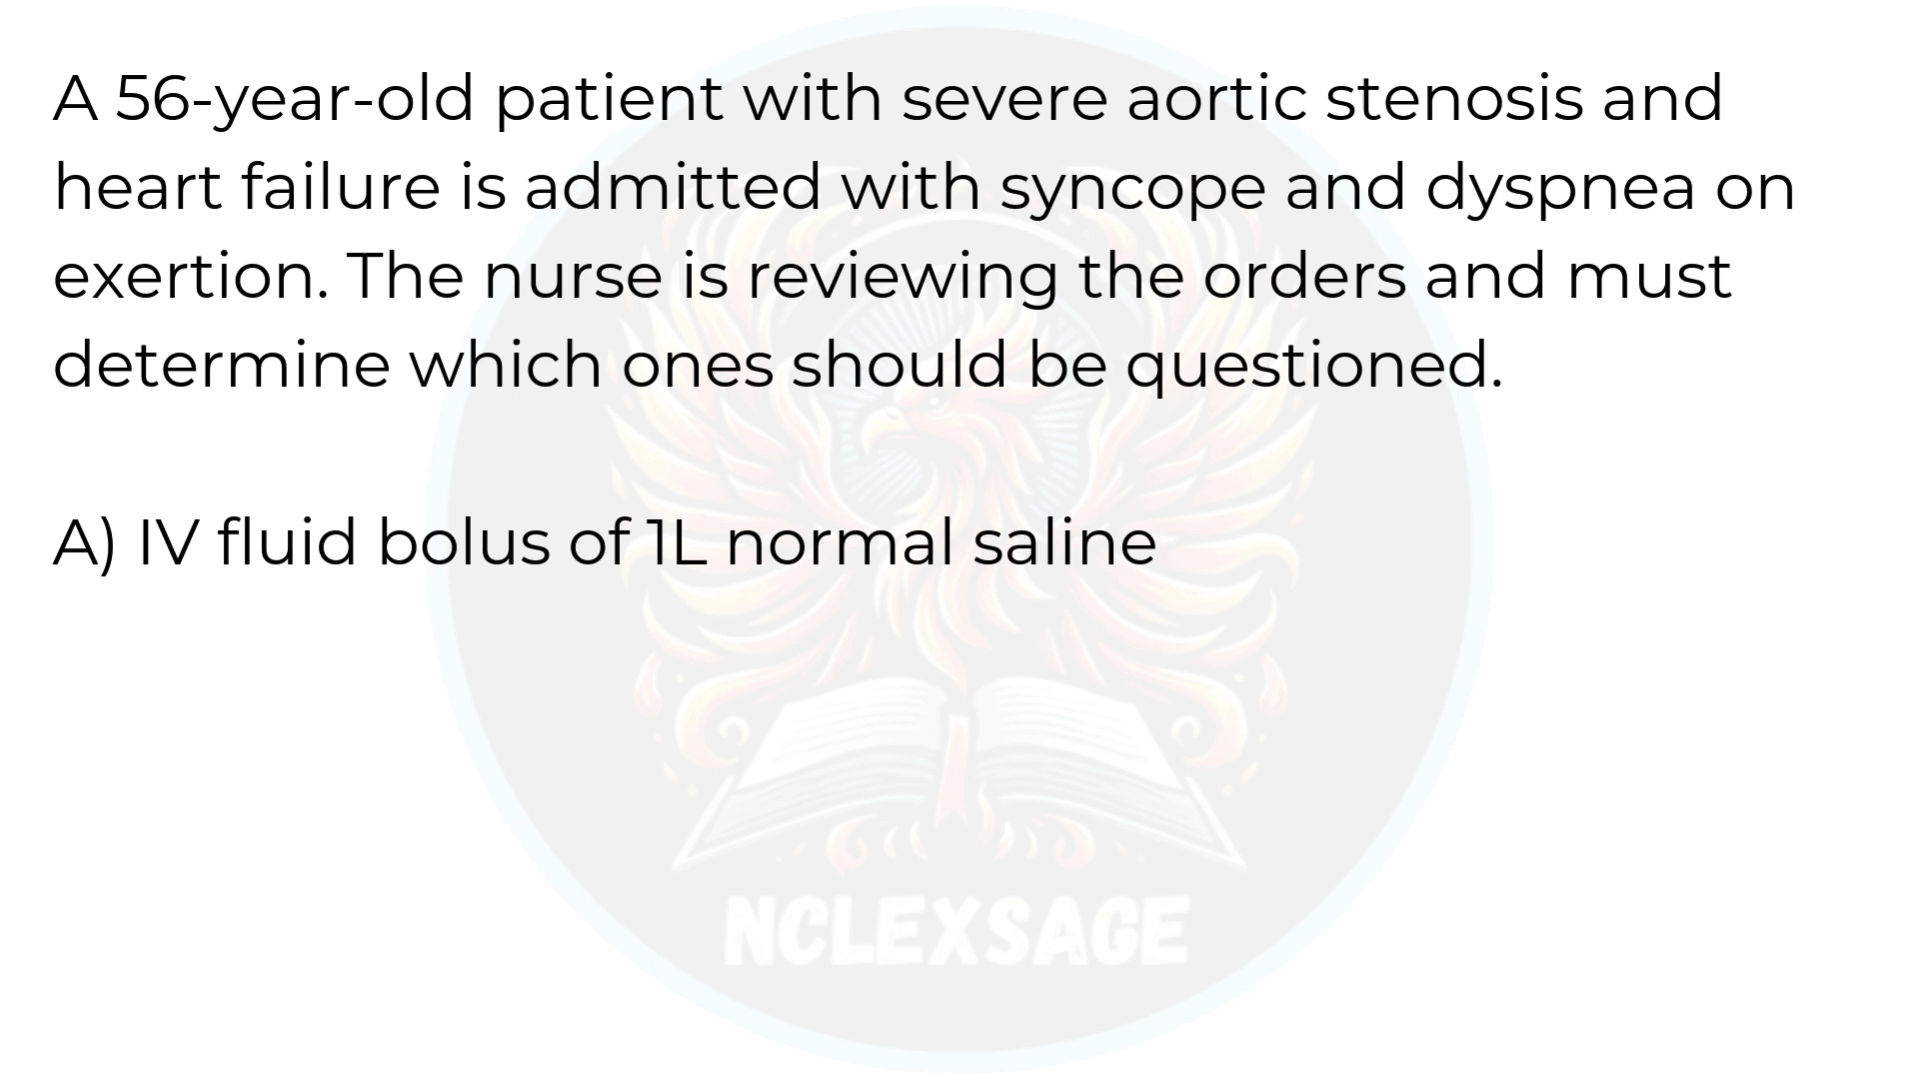 A 56-year-old patient with severe aortic stenosis and
heart failure is admitted with syncope and dyspnea on
exertion. The nurse is reviewing the orders and must
determine which ones should be questioned.
A) IV fluid bolus of 1L normal saline
NCLEXSAGE